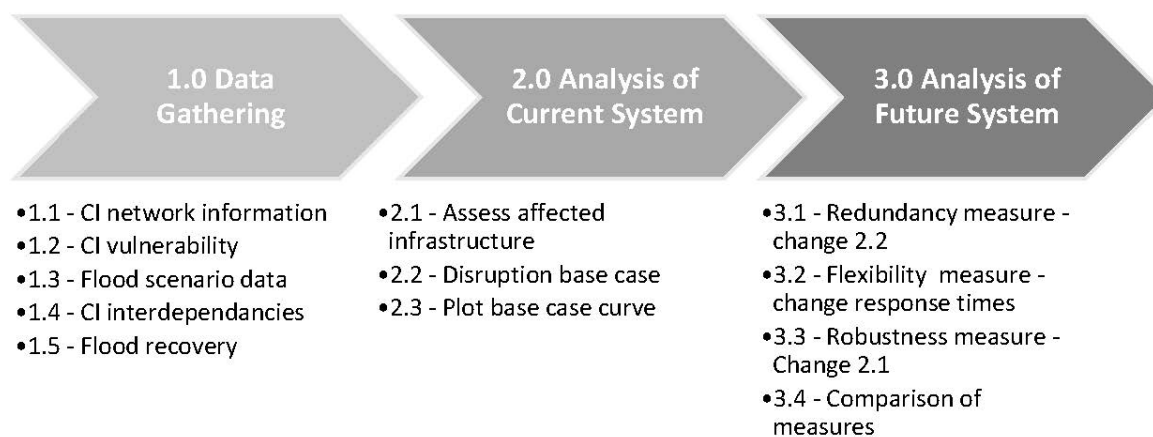 1.0 Data
Gathering
2.0 Analysis of
Current System
3.0 Analysis of
Future System
•1.1 - CI network information
•1.2 - CI vulnerability
•1.3 - Flood scenario data
•1.4 - CI interdependancies
•1.5 - Flood recovery
•2.1 - Assess affected
infrastructure
•2.2 - Disruption base case
•2.3 - Plot base case curve
•3.1 - Redundancy measure -
change 2.2
•3.2 - Flexibility  measure -
change response times
•3.3 - Robustness measure -
Change 2.1
•3.4 - Comparison of
measures